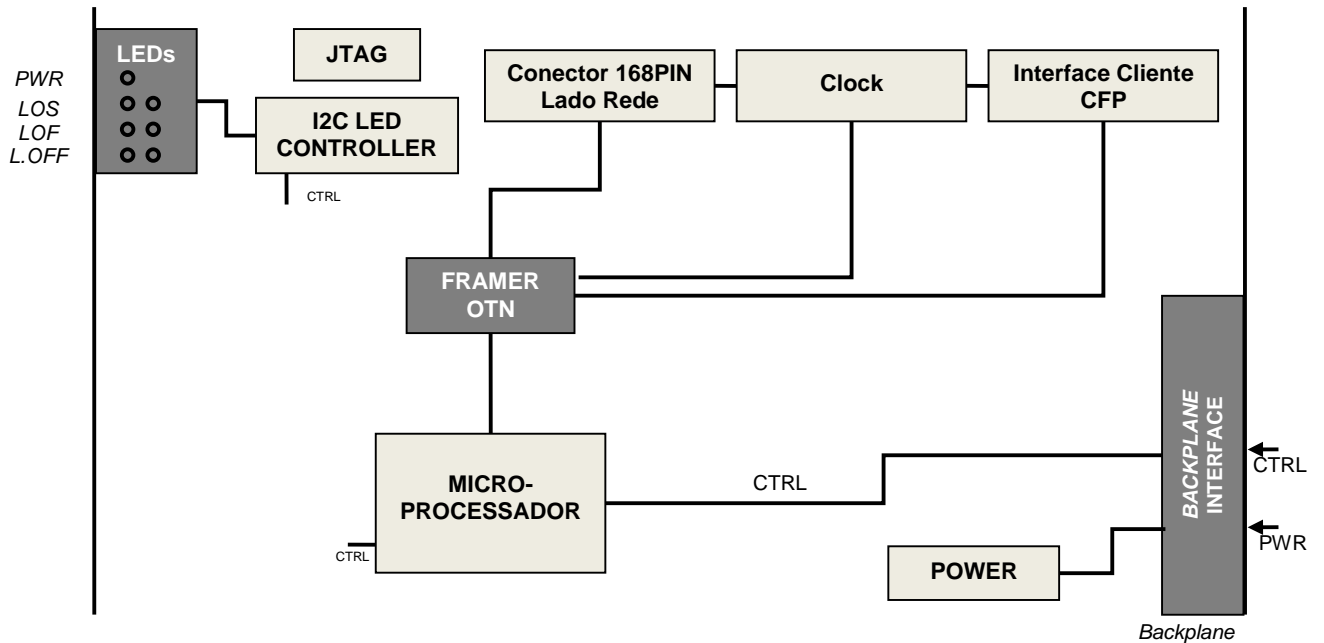 LEDs
PWR
LOS
LOF
L.OFF
JTAG
I2C LED
CONTROLLER
CTRL
Conector 168PIN
Lado Rede
Clock
Interface Cliente
CFP
FRAMER
OTN
MICRO-
PROCESSADOR
CTRL
CTRL
POWER
BACKPLANE
INTERFACE
CTRL
PWR
Backplane